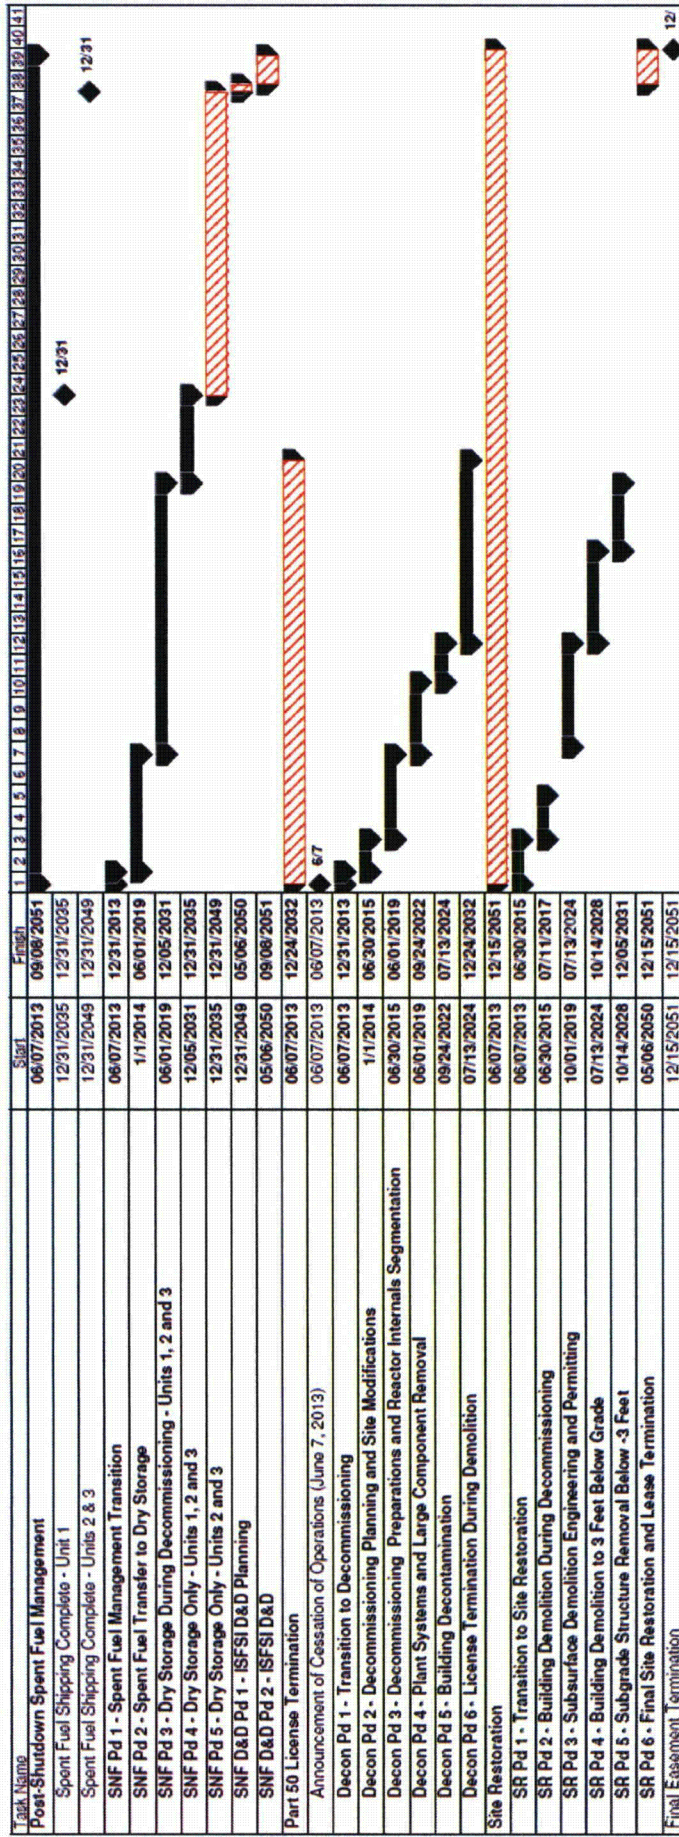 Task Name Start Finish 1 2 3 4 5 6 7 8 9 10 11 12 13 14 15 16 17 18 19 20 21 22 23 24 25 26 27 28 29 30 31 32 33 34 35 36 37 38 39 40 41
Post-Shutdown Spent Fuel Management 06/07/2013 09/08/2051
Spent Fuel Shipping Complete - Unit 1 12/31/2035 12/31/2035 12/31
Spent Fuel Shipping Complete - Units 2 & 3 12/31/2049 12/31/2049 12/31
SNF Pd 1 - Spent Fuel Management Transition 06/07/2013 12/31/2013
SNF Pd 2 - Spent Fuel Transfer to Dry Storage 1/1/2014 06/01/2019
SNF Pd 3 - Dry Storage During Decommissioning - Units 1, 2 and 3 06/01/2019 12/05/2031
SNF Pd 4 - Dry Storage Only - Units 1, 2 and 3 12/05/2031 12/31/2035
SNF Pd 5 - Dry Storage Only - Units 2 and 3 12/31/2035 12/31/2049
SNF D&D Pd 1 - ISFSI D&D Planning 12/31/2049 05/06/2050
SNF D&D Pd 2 - ISFSI D&D 05/06/2050 09/08/2051
Part 50 License Termination 06/07/2013 12/24/2032
Announcement of Cessation of Operations (June 7, 2013) 06/07/2013 06/07/2013 6/7
Decon Pd 1 - Transition to Decommissioning 06/07/2013 12/31/2013
Decon Pd 2 - Decommissioning Planning and Site Modifications 1/1/2014 06/30/2015
Decon Pd 3 - Decommissioning Preparations and Reactor Internals Segmentation 06/30/2015 06/01/2019
Decon Pd 4 - Plant Systems and Large Component Removal 06/01/2019 09/24/2022
Decon Pd 5 - Building Decontamination 09/24/2022 07/13/2024
Decon Pd 6 - License Termination During Demolition 07/13/2024 12/24/2032
Site Restoration 06/07/2013 12/15/2051
SR Pd 1 - Transition to Site Restoration 06/07/2013 06/30/2015
SR Pd 2 - Building Demolition During Decommissioning 06/30/2015 07/11/2017
SR Pd 3 - Subsurface Demolition Engineering and Permitting 10/01/2019 07/13/2024
SR Pd 4 - Building Demolition to 3 Feet Below Grade 07/13/2024 10/14/2028
SR Pd 5 - Subgrade Structure Removal Below -3 Feet 10/14/2028 12/05/2031
SR Pd 6 - Final Site Restoration and Lease Termination 05/06/2050 12/15/2051
Final Easement Termination 12/15/2051 12/15/2051 12/